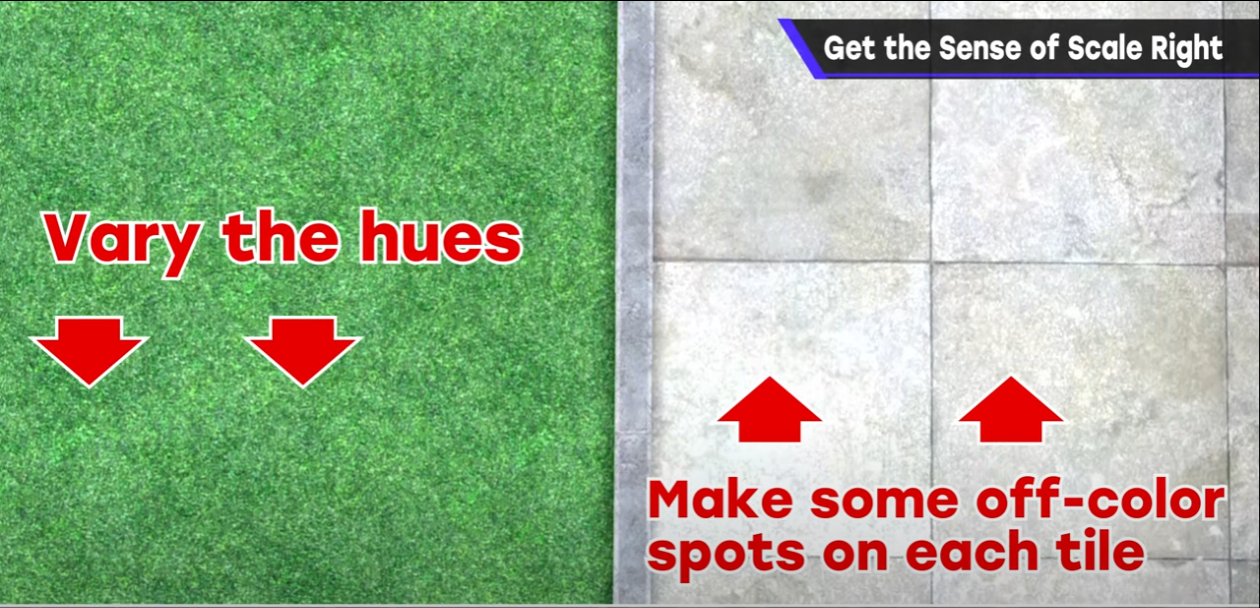 Get the Sense of Scale Right
Vary the hues
Make some off-color
spots on each tile